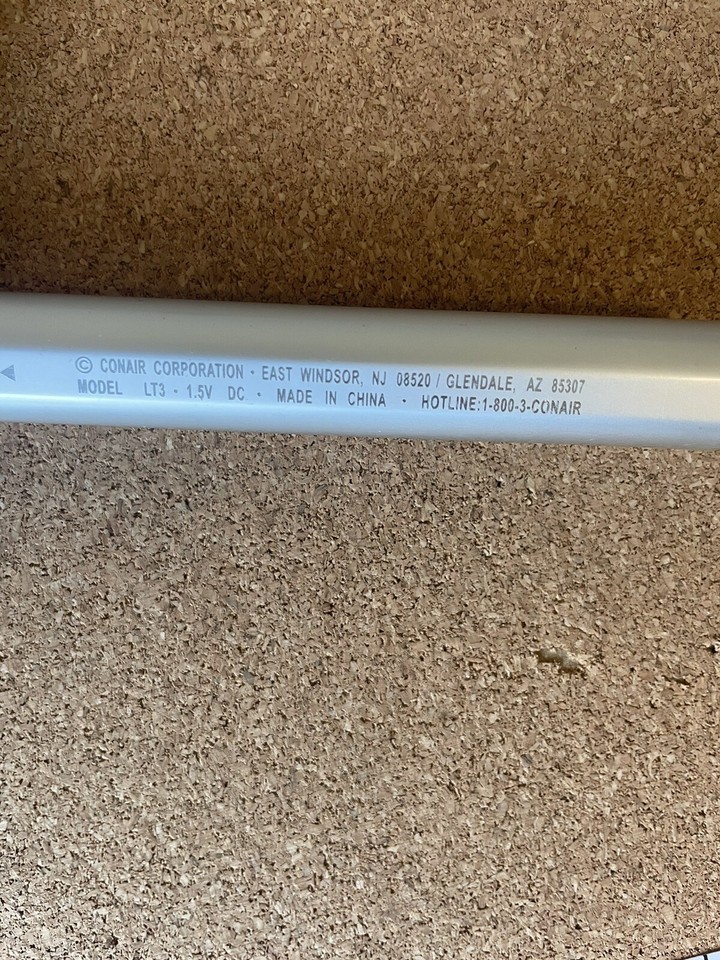 © CONAIR CORPORATION • EAST WINDSOR, NJ 08520 / GLENDALE, AZ 85307
MODEL LT3 • 1.5V DC • MADE IN CHINA • HOTLINE:1-800-3-CONAIR